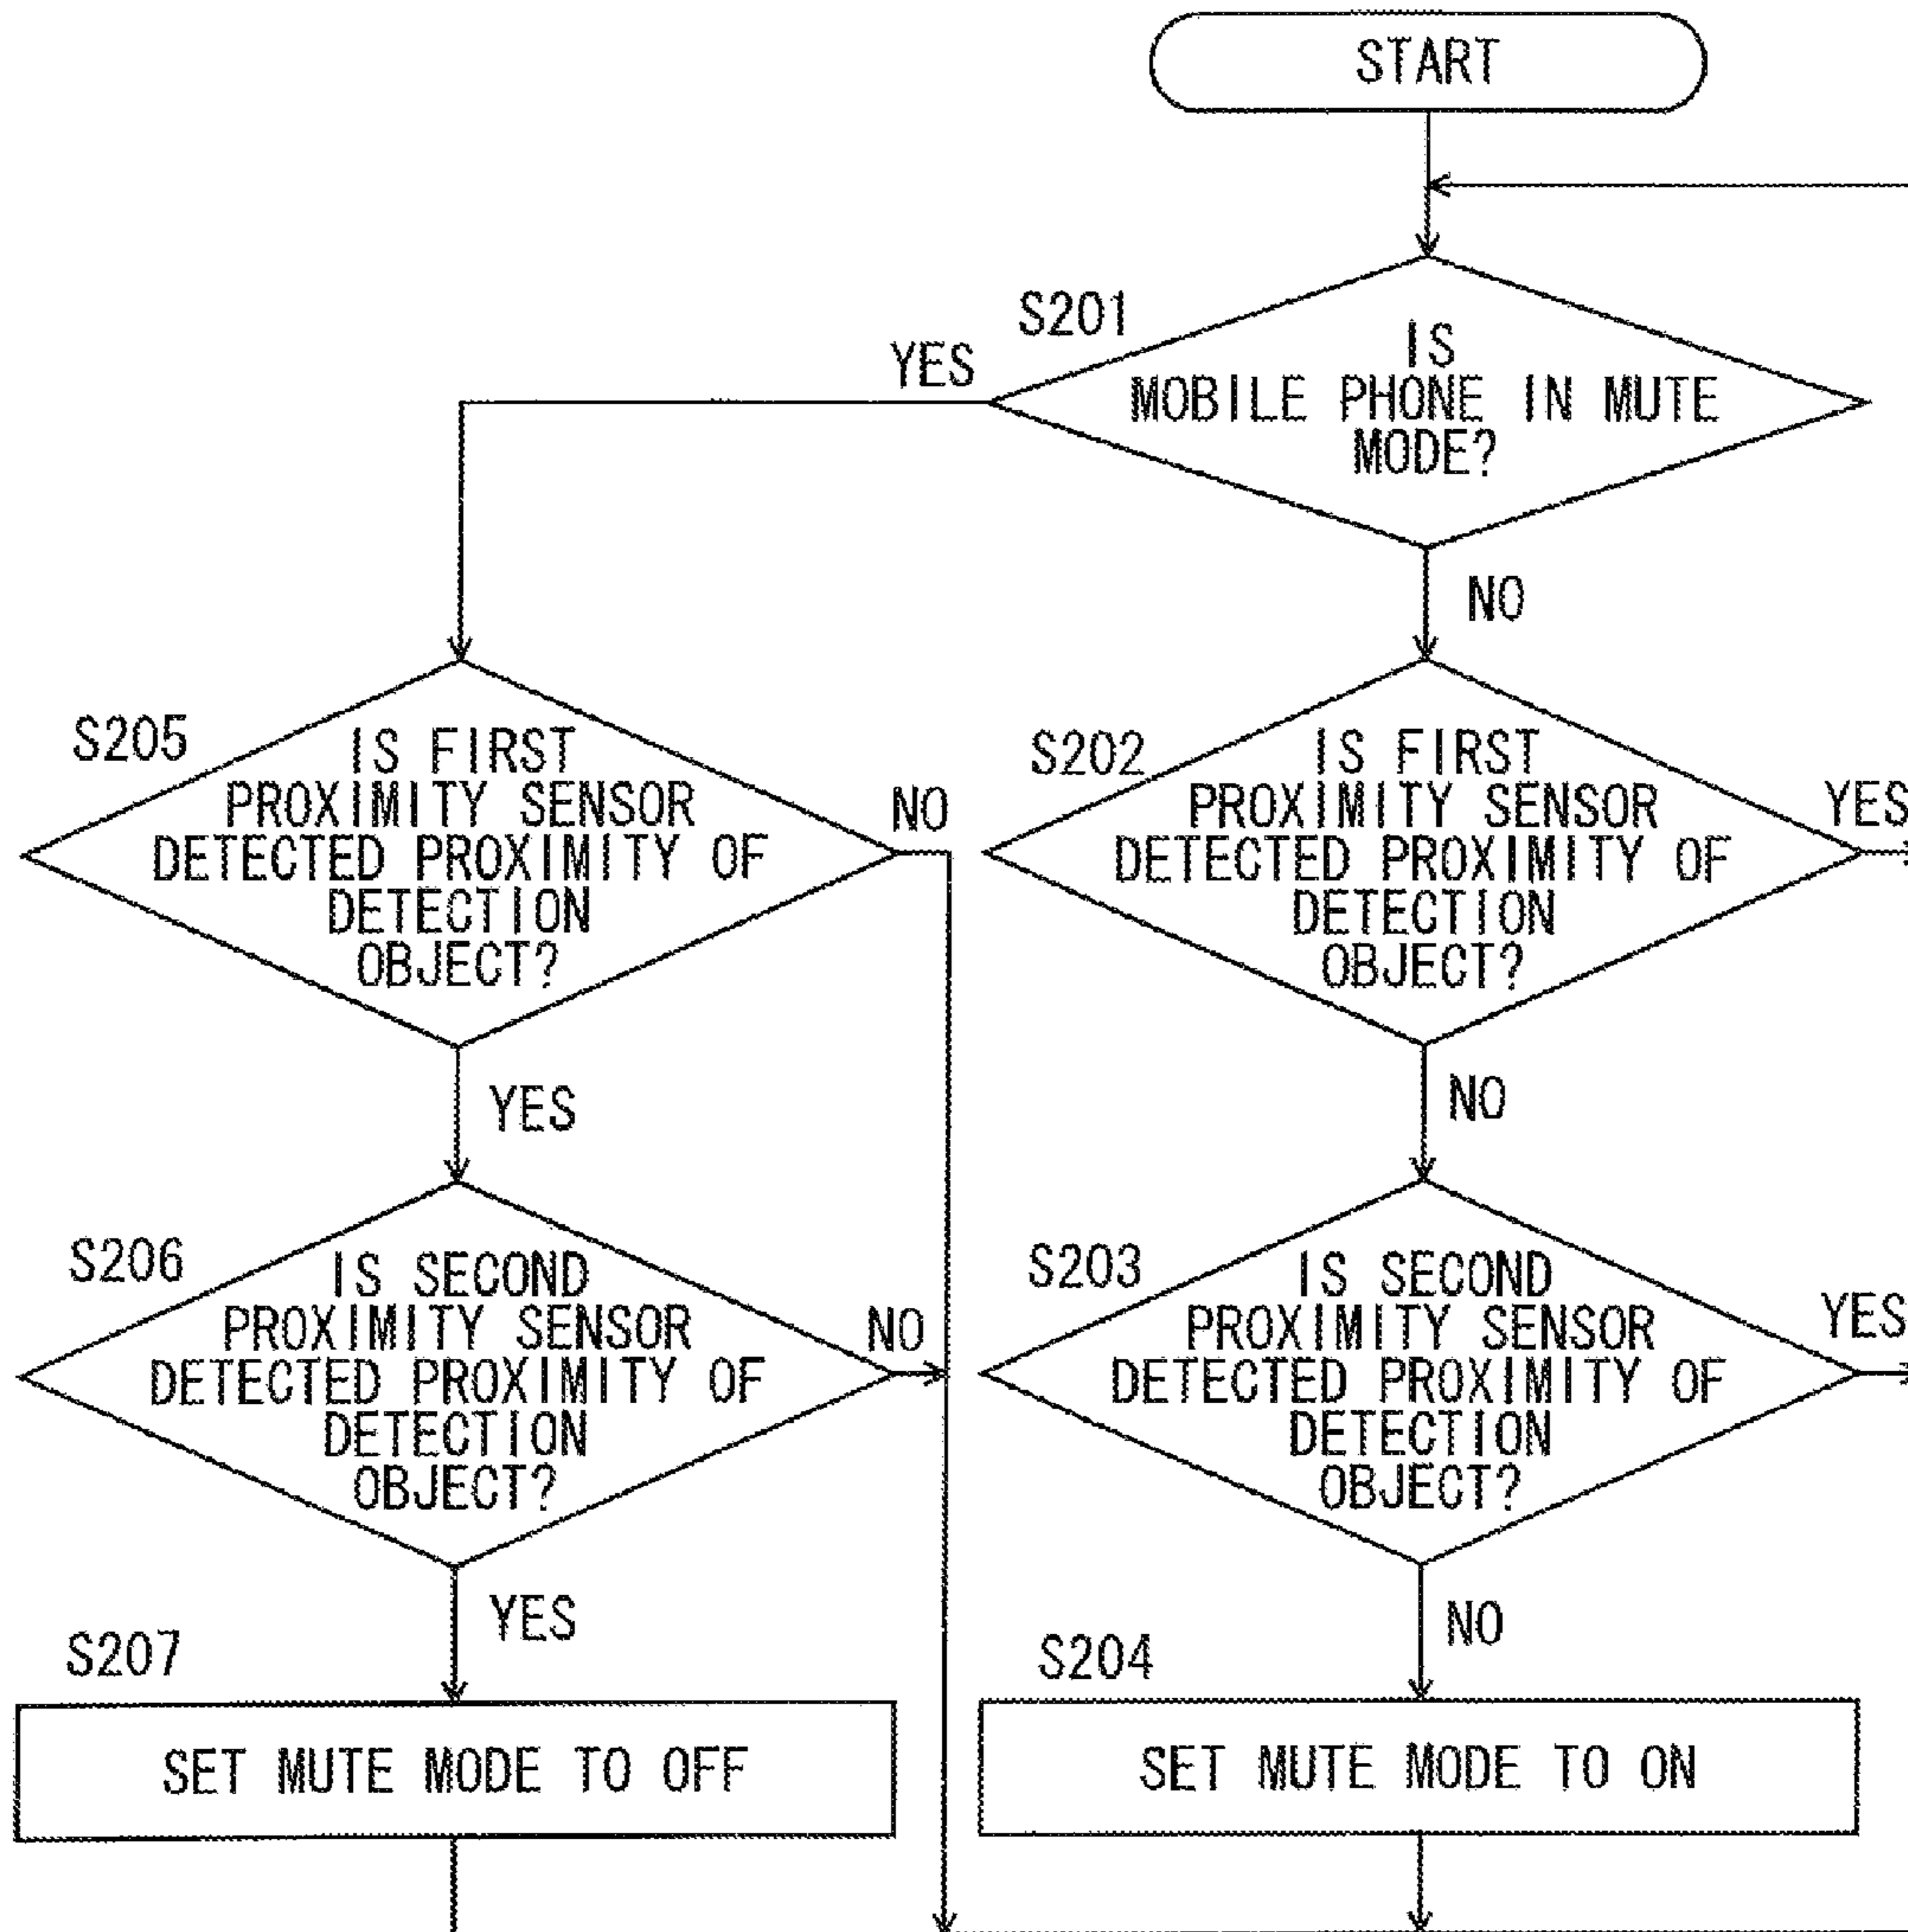 START
S201
YES
IS
MOBILE PHONE IN MUTE
MODE?
NO
S205
IS FIRST
PROXIMITY SENSOR
DETECTED PROXIMITY OF
DETECTION
OBJECT?
NO
S202
IS FIRST
PROXIMITY SENSOR
DETECTED PROXIMITY OF
DETECTION
OBJECT?
YES
YES
NO
S206
IS SECOND
PROXIMITY SENSOR
DETECTED PROXIMITY OF
DETECTION
OBJECT?
NO
S203
IS SECOND
PROXIMITY SENSOR
DETECTED PROXIMITY OF
DETECTION
OBJECT?
YES
YES
NO
S207
SET MUTE MODE TO OFF
S204
SET MUTE MODE TO ON